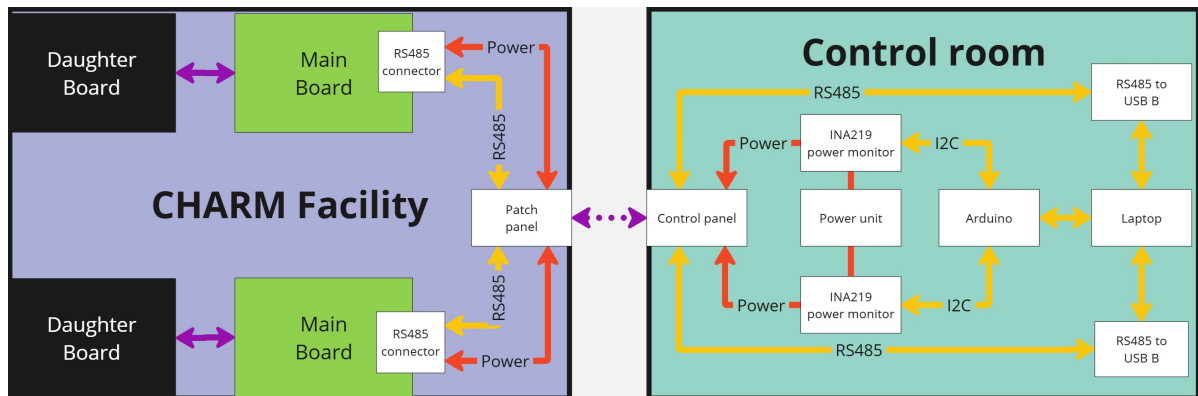 Daughter
Board
Main
Board
RS485
connector
Power
RS485
CHARM Facility
Patch
panel
Daughter
Board
Main
Board
RS485
connector
RS485
Power
Control room
RS485
RS485 to
USB B
INA219
power monitor
Power
I2C
Control panel
Power unit
Arduino
Laptop
INA219
power monitor
Power
I2C
RS485
RS485 to
USB B